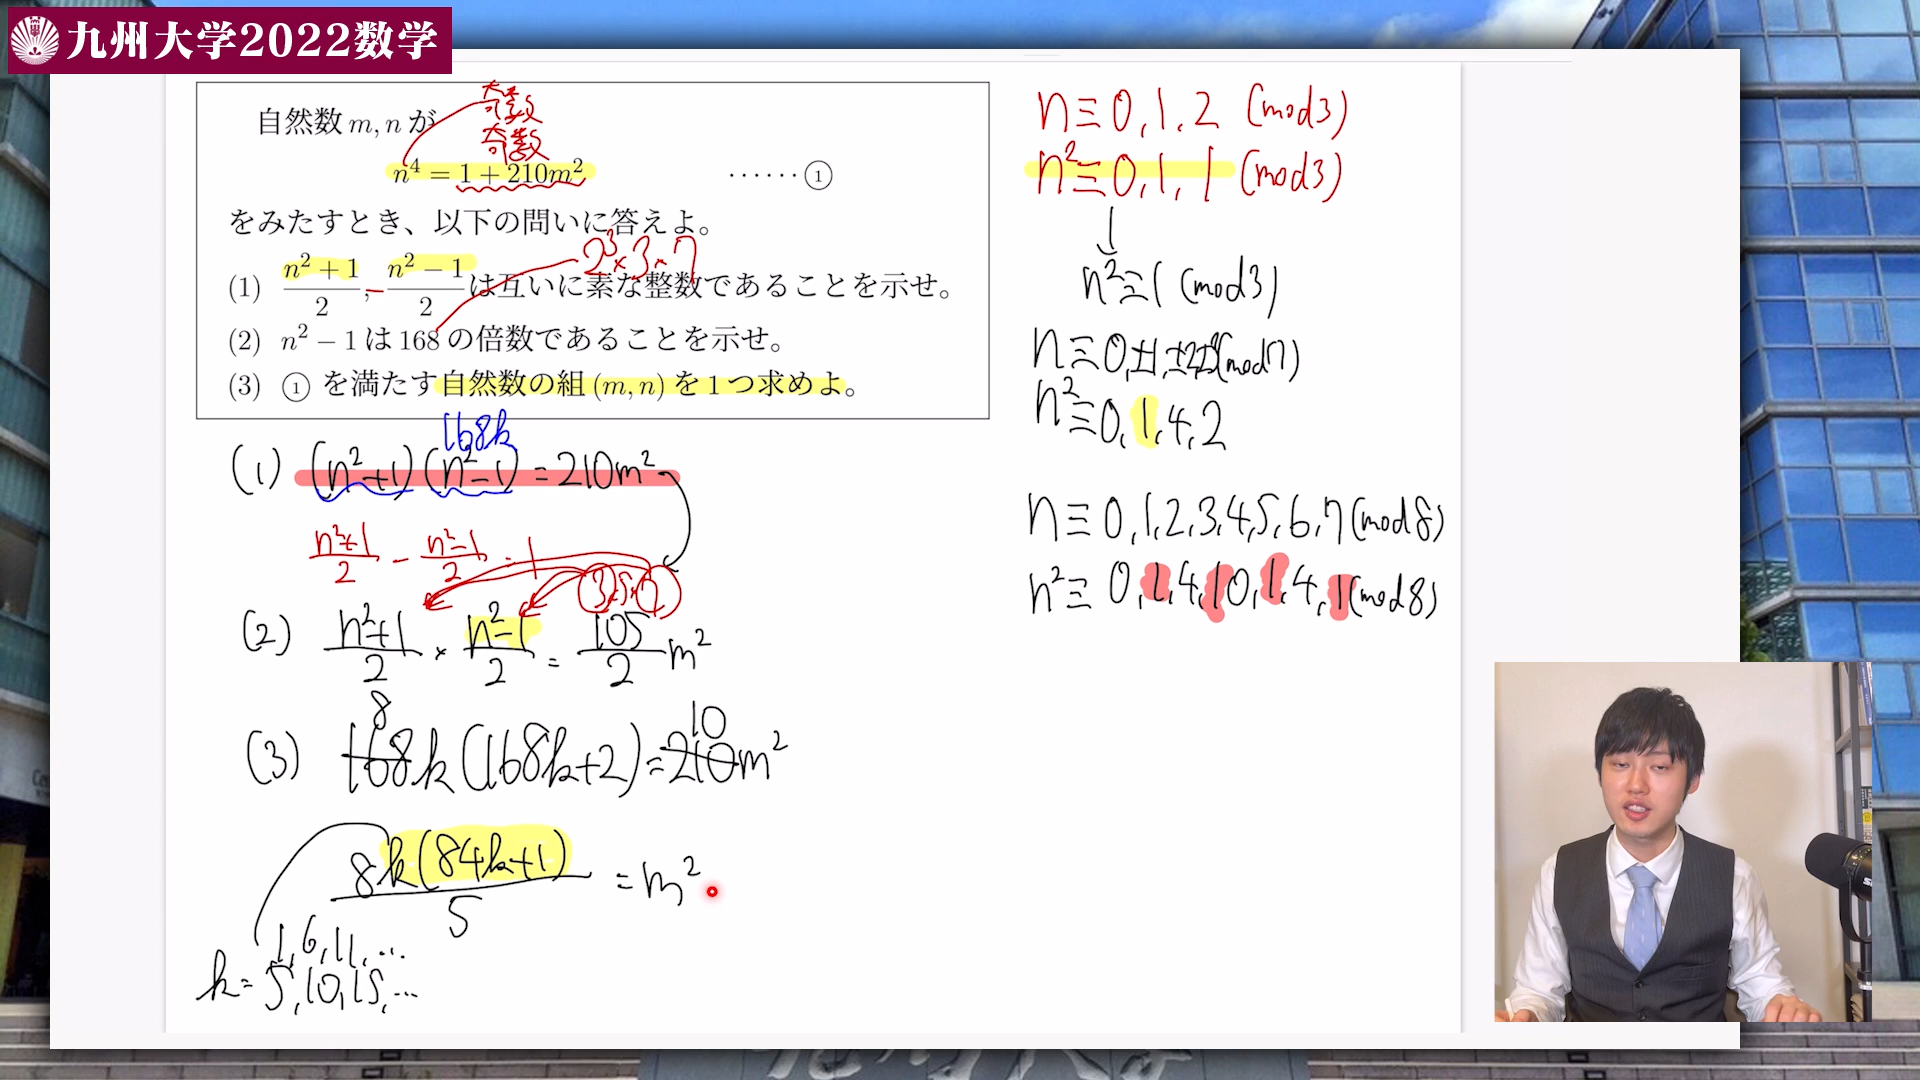 九州大学2022数学
自然数 m, n が
奇数
奇数
n⁴ = 1 + 210m² ······①
をみたすとき、以下の問いに答えよ。
2³×3×7
(1) (n² + 1)/2, (n² − 1)/2 は互いに素な整数であることを示せ。
(2) n² − 1 は 168 の倍数であることを示せ。
(3) ① を満たす自然数の組 (m, n) を 1 つ求めよ。
168k
(1) (n²+1)(n²-1) = 210m²
(n²+1)/2 - (n²-1)/2 = 1
3·5·7
(2) (n²+1)/2 × (n²-1)/2 = 105/2 m²
8 10
(3) 168k(168k+2) = 210m²
8k(84k+1)/5 = m²
1, 6, 11, ...
k = 5, 10, 15, ...
n ≡ 0, 1, 2 (mod3)
n² ≡ 0, 1, 1 (mod3)
n² ≡ 1 (mod3)
n ≡ 0, ±1, ±2, ±3 (mod7)
n² ≡ 0, 1, 4, 2
n ≡ 0, 1, 2, 3, 4, 5, 6, 7 (mod8)
n² ≡ 0, 1, 4, 1, 0, 1, 4, 1 (mod8)